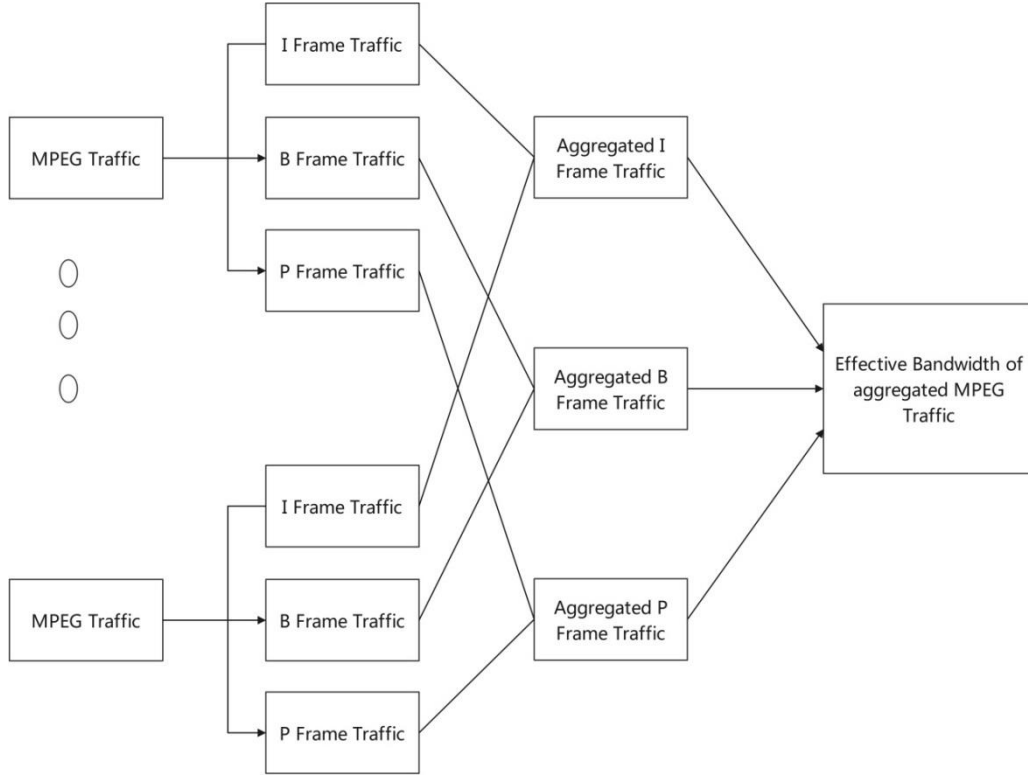 I Frame Traffic
MPEG Traffic
B Frame Traffic
P Frame Traffic
Aggregated I
Frame Traffic
Aggregated B
Frame Traffic
Effective Bandwidth of
aggregated MPEG
Traffic
I Frame Traffic
MPEG Traffic
B Frame Traffic
P Frame Traffic
Aggregated P
Frame Traffic